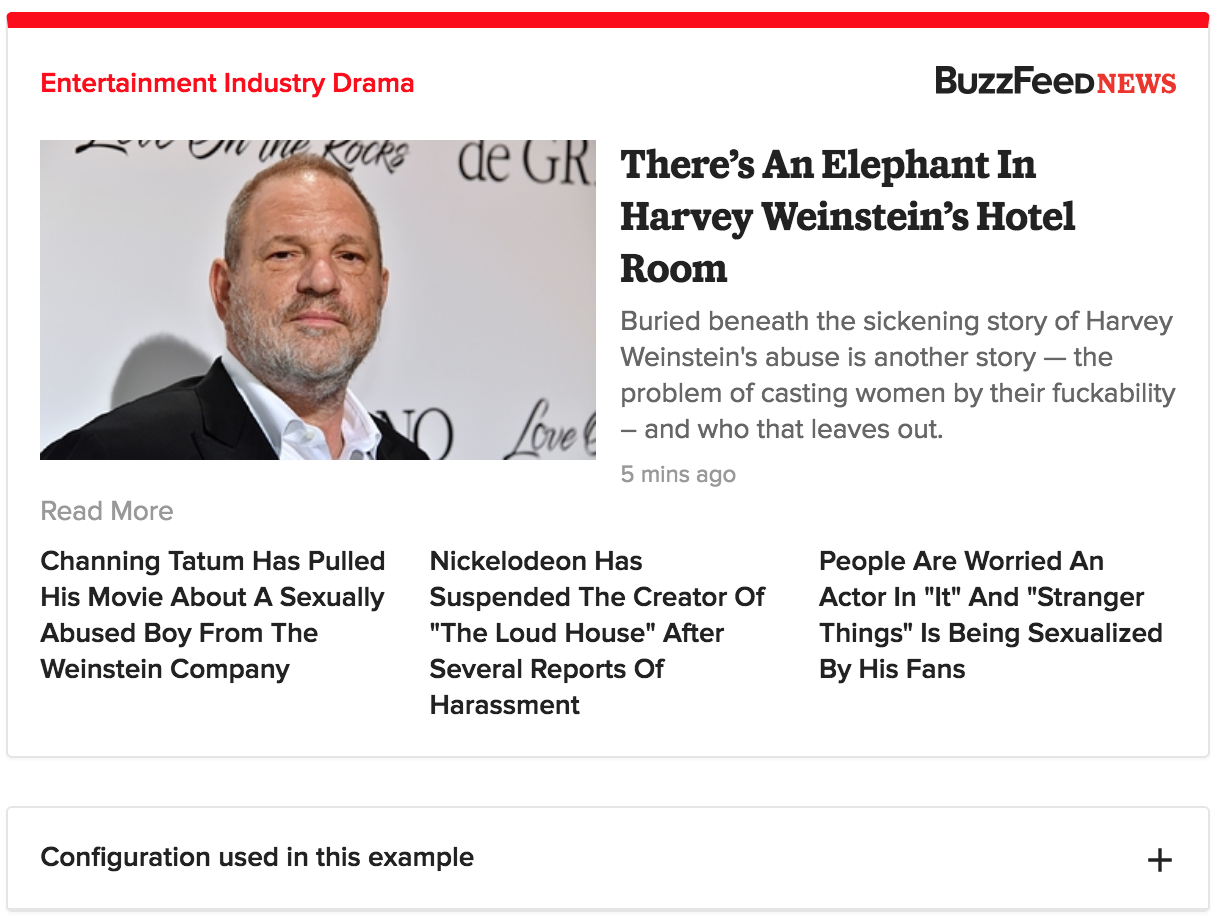 Entertainment Industry Drama
BuzzFeed NEWS
Love On the Rocks
de GRI
NO
Love
There’s An Elephant In
Harvey Weinstein’s Hotel
Room
Buried beneath the sickening story of Harvey
Weinstein's abuse is another story — the
problem of casting women by their fuckability
– and who that leaves out.
5 mins ago
Read More
Channing Tatum Has Pulled
His Movie About A Sexually
Abused Boy From The
Weinstein Company
Nickelodeon Has
Suspended The Creator Of
"The Loud House" After
Several Reports Of
Harassment
People Are Worried An
Actor In "It" And "Stranger
Things" Is Being Sexualized
By His Fans
Configuration used in this example
+